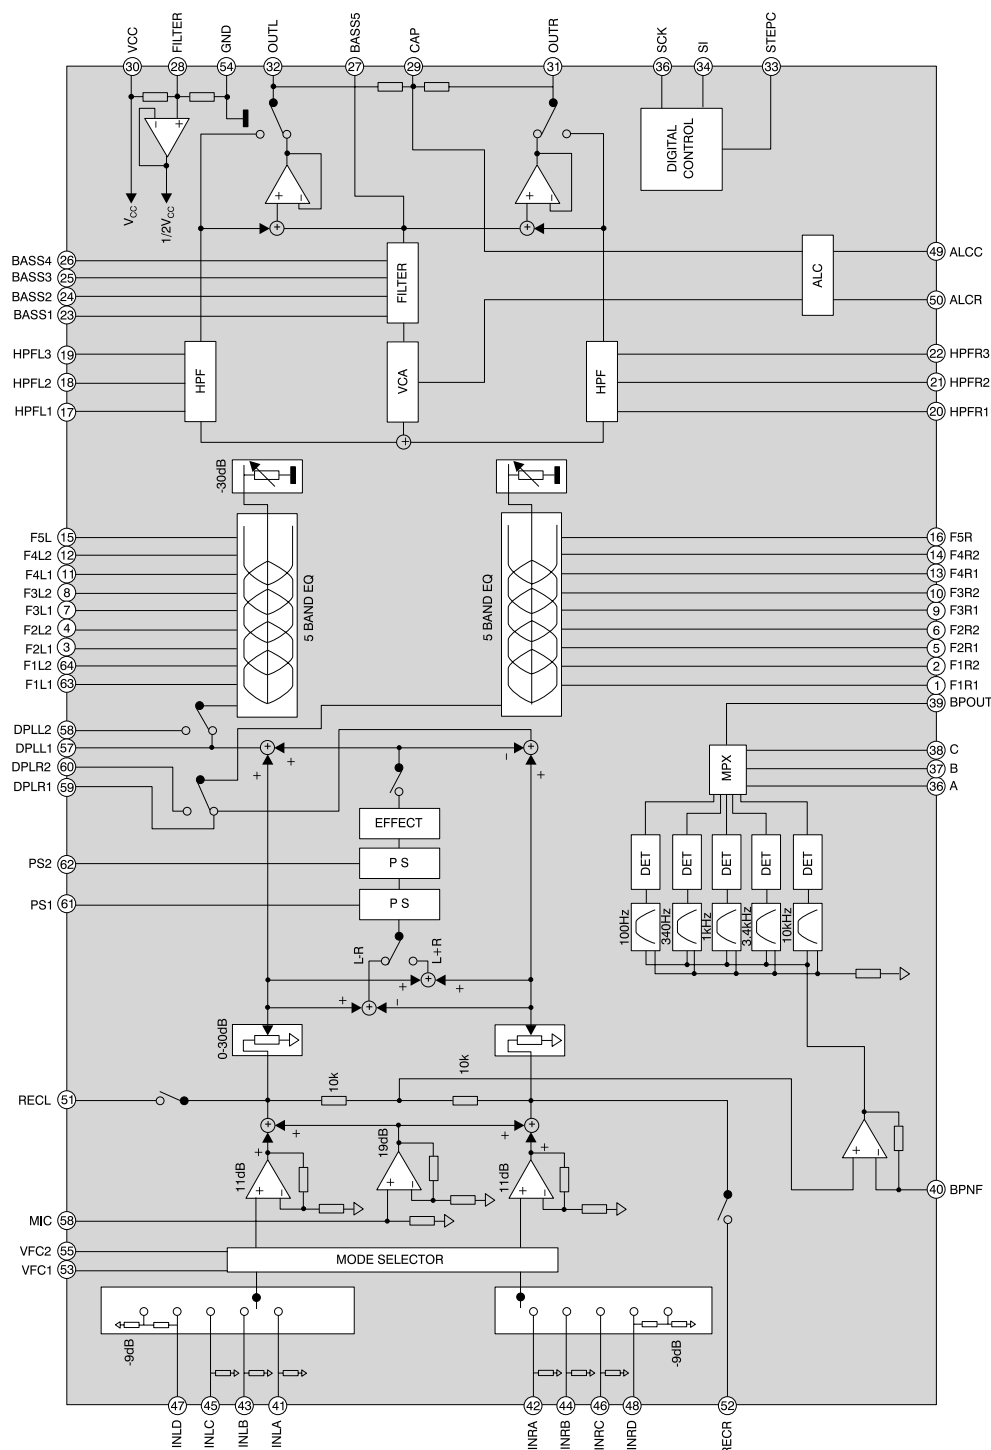 VCC
FILTER
GND
OUTL
BASS5
CAP
OUTR
SCK
SI
STEPC
30
28
54
32
27
29
31
36
34
33
−
+
DIGITAL
CONTROL
VCC
1/2VCC
+
−
+
−
+
+
BASS4 26
BASS3 25
BASS2 24
BASS1 23
FILTER
ALC
49 ALCC
50 ALCR
HPFL3 19
HPFL2 18
HPFL1 17
HPF
VCA
HPF
22 HPFR3
21 HPFR2
20 HPFR1
+
-30dB
F5L 15
F4L2 12
F4L1 11
F3L2 8
F3L1 7
F2L2 4
F2L1 3
F1L2 64
F1L1 63
5 BAND EQ
5 BAND EQ
16 F5R
14 F4R2
13 F4R1
10 F3R2
9 F3R1
6 F2R2
5 F2R1
2 F1R2
1 F1R1
39 BPOUT
DPLL2 58
DPLL1 57
DPLR2 60
DPLR1 59
+
+
+
+
−
+
38 C
37 B
36 A
MPX
EFFECT
P S
P S
PS2 62
PS1 61
DET
DET
DET
DET
DET
100Hz
340Hz
1kHz
3.4kHz
10kHz
L-R
L+R
+
+
+
+
+
−
0-30dB
10k
10k
RECL 51
+
+
+
+
+
+
11dB
19dB
11dB
+
−
+
−
+
−
+
−
40 BPNF
MIC 58
VFC2 55
VFC1 53
MODE SELECTOR
-9dB
-9dB
47
45
43
41
42
44
46
48
52
INLD
INLC
INLB
INLA
INRA
INRB
INRC
INRD
RECR